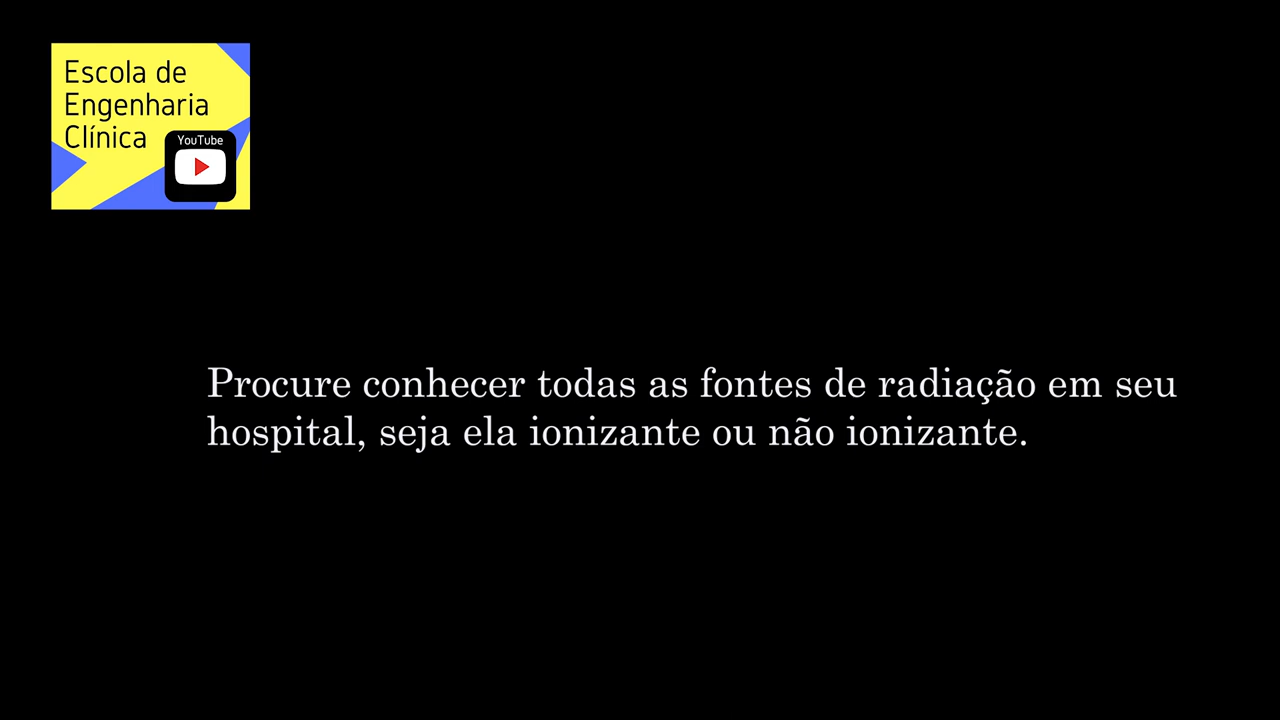 Escola de
Engenharia
Clínica
YouTube
Procure conhecer todas as fontes de radiação em seu
hospital, seja ela ionizante ou não ionizante.